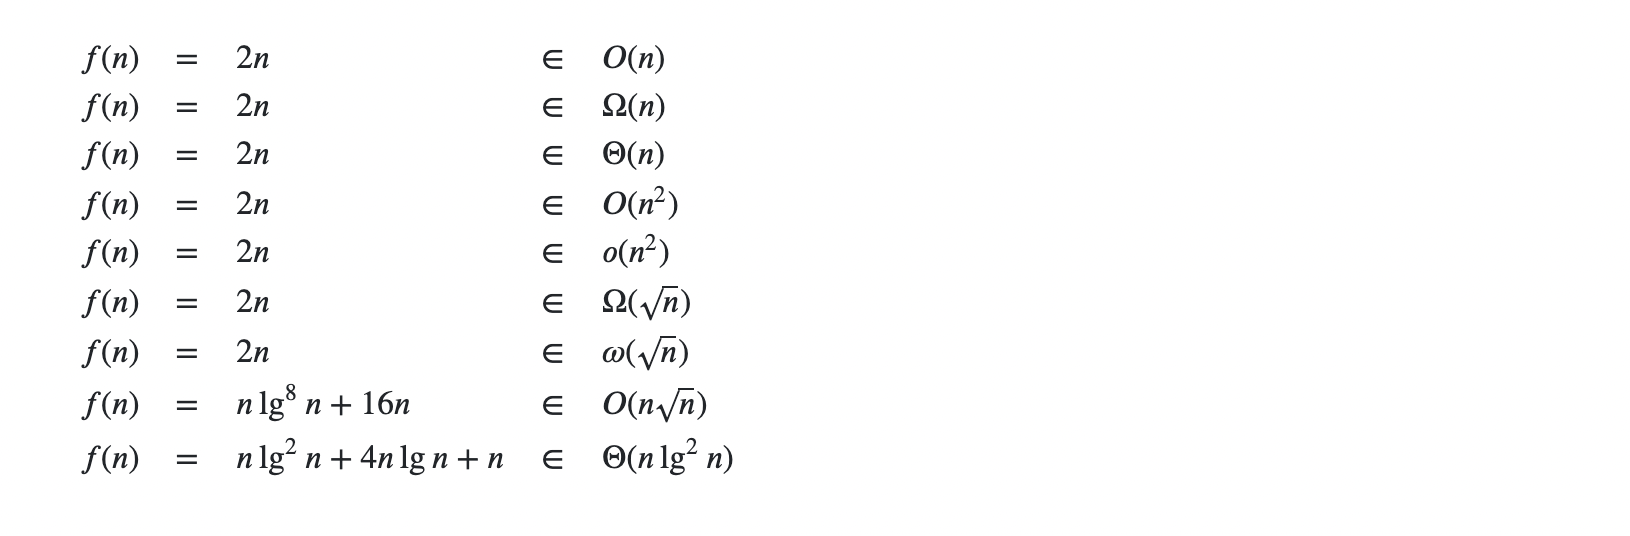 f(n) = 2n ∈ O(n)
f(n) = 2n ∈ Ω(n)
f(n) = 2n ∈ Θ(n)
f(n) = 2n ∈ O(n²)
f(n) = 2n ∈ o(n²)
f(n) = 2n ∈ Ω(√n)
f(n) = 2n ∈ ω(√n)
f(n) = n lg⁸ n + 16n ∈ O(n√n)
f(n) = n lg² n + 4n lg n + n ∈ Θ(n lg² n)